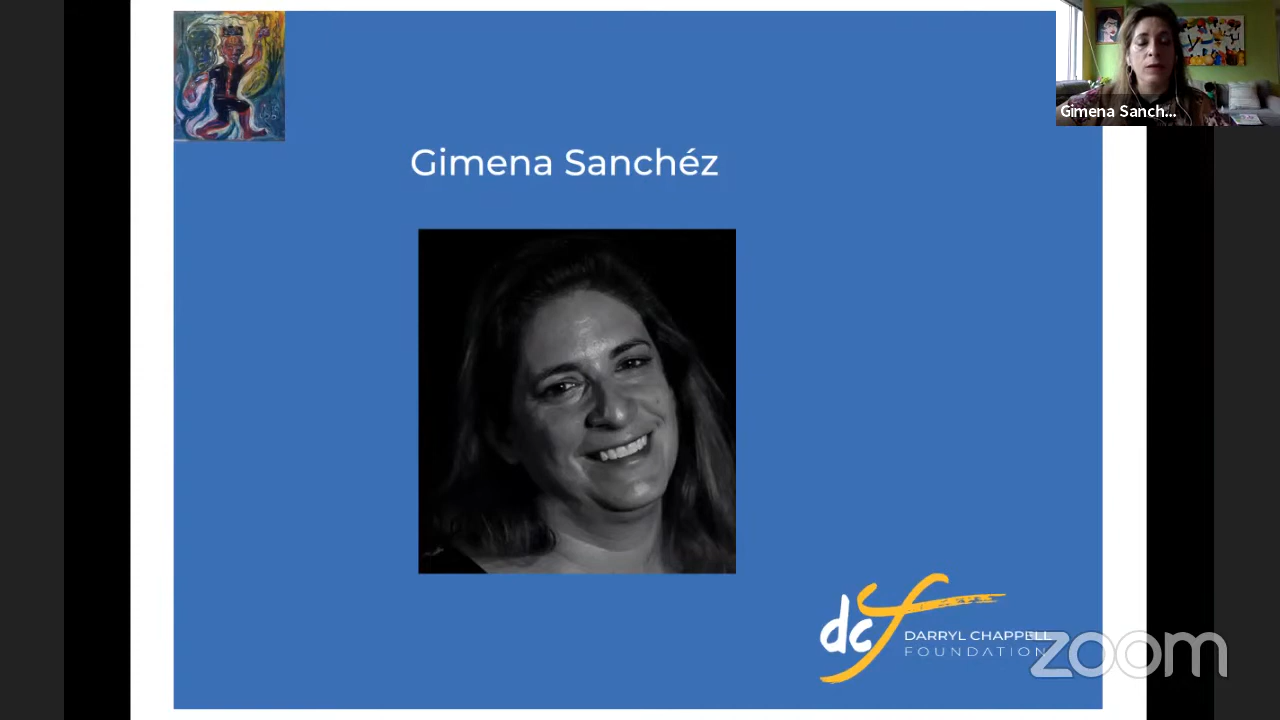 Gimena Sanch...
Gimena Sanchéz
dcf
DARRYL CHAPPELL
FOUNDATION
zoom